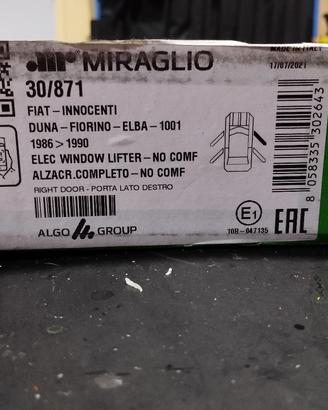 MADE IN ITALY
MIRAGLIO
17/07/2021
30/871
FIAT-INNOCENTI
DUNA-FIORINO-ELBA-1001
1986 > 1990
ELEC WINDOW LIFTER-NO COMF
ALZACR.COMPLETO-NO COMF
RIGHT DOOR - PORTA LATO DESTRO
8 058335 302643
ALGO GROUP
E1
10R-047135
EAC